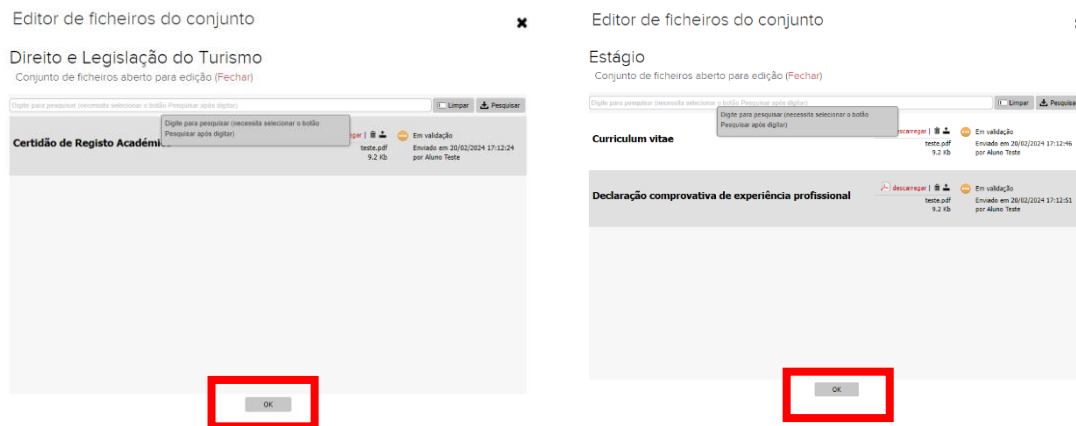 Editor de ficheiros do conjunto
Direito e Legislação do Turismo
Conjunto de ficheiros aberto para edição (Fechar)
Digite para pesquisar (necessita selecionar o botão Pesquisar após digitar)
Limpar
Pesquisar
Digite para pesquisar (necessita selecionar o botão
Pesquisar após digitar)
Certidão de Registo Académic
egar |
Em validação
teste.pdf
Enviado em 20/02/2024 17:12:24
9.2 Kb
por Aluno Teste
OK
Editor de ficheiros do conjunto
Estágio
Conjunto de ficheiros aberto para edição (Fechar)
Digite para pesquisar (necessita selecionar o botão Pesquisar após digitar)
Limpar
Pesquisar
Digite para pesquisar (necessita selecionar o botão
Pesquisar após digitar)
Curriculum vitae
escarregar |
Em validação
teste.pdf
Enviado em 20/02/2024 17:12:46
9.2 Kb
por Aluno Teste
Declaração comprovativa de experiência profissional
descarregar |
Em validação
teste.pdf
Enviado em 20/02/2024 17:12:51
9.2 Kb
por Aluno Teste
OK